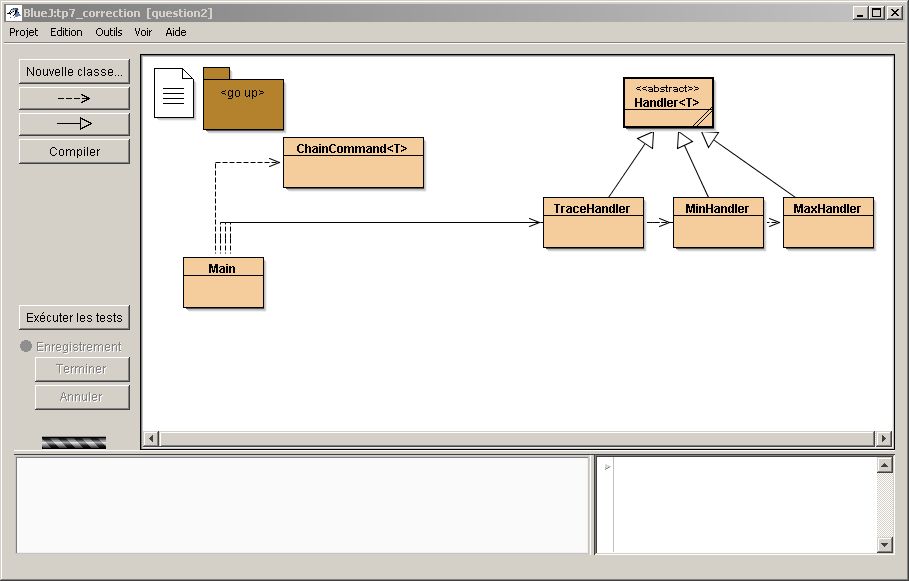 BlueJ:tp7_correction [question2]
Projet Edition Outils Voir Aide
Nouvelle classe...
Compiler
<go up>
<<abstract>>
Handler<T>
ChainCommand<T>
TraceHandler
MinHandler
MaxHandler
Main
Exécuter les tests
Enregistrement
Terminer
Annuler